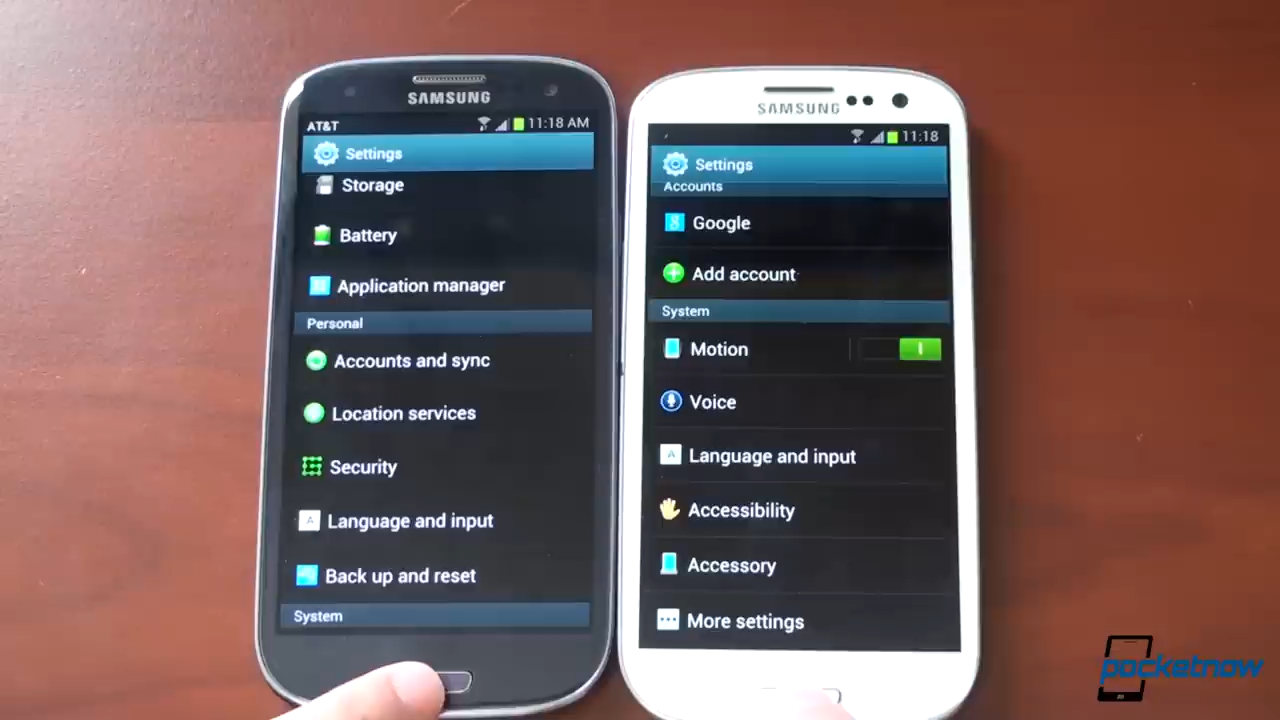 SAMSUNG
AT&T
11:18 AM
Settings
Storage
Battery
Application manager
Personal
Accounts and sync
Location services
Security
Language and input
Back up and reset
System
SAMSUNG
11:18
Settings
Accounts
Google
Add account
System
Motion
Voice
Language and input
Accessibility
Accessory
More settings
pocketnow